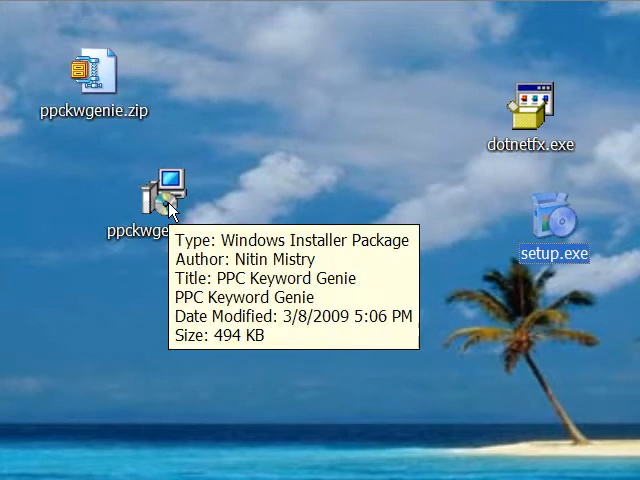 ppckwgenie.zip
dotnetfx.exe
ppckwge
setup.exe
Type: Windows Installer Package
Author: Nitin Mistry
Title: PPC Keyword Genie
PPC Keyword Genie
Date Modified: 3/8/2009 5:06 PM
Size: 494 KB